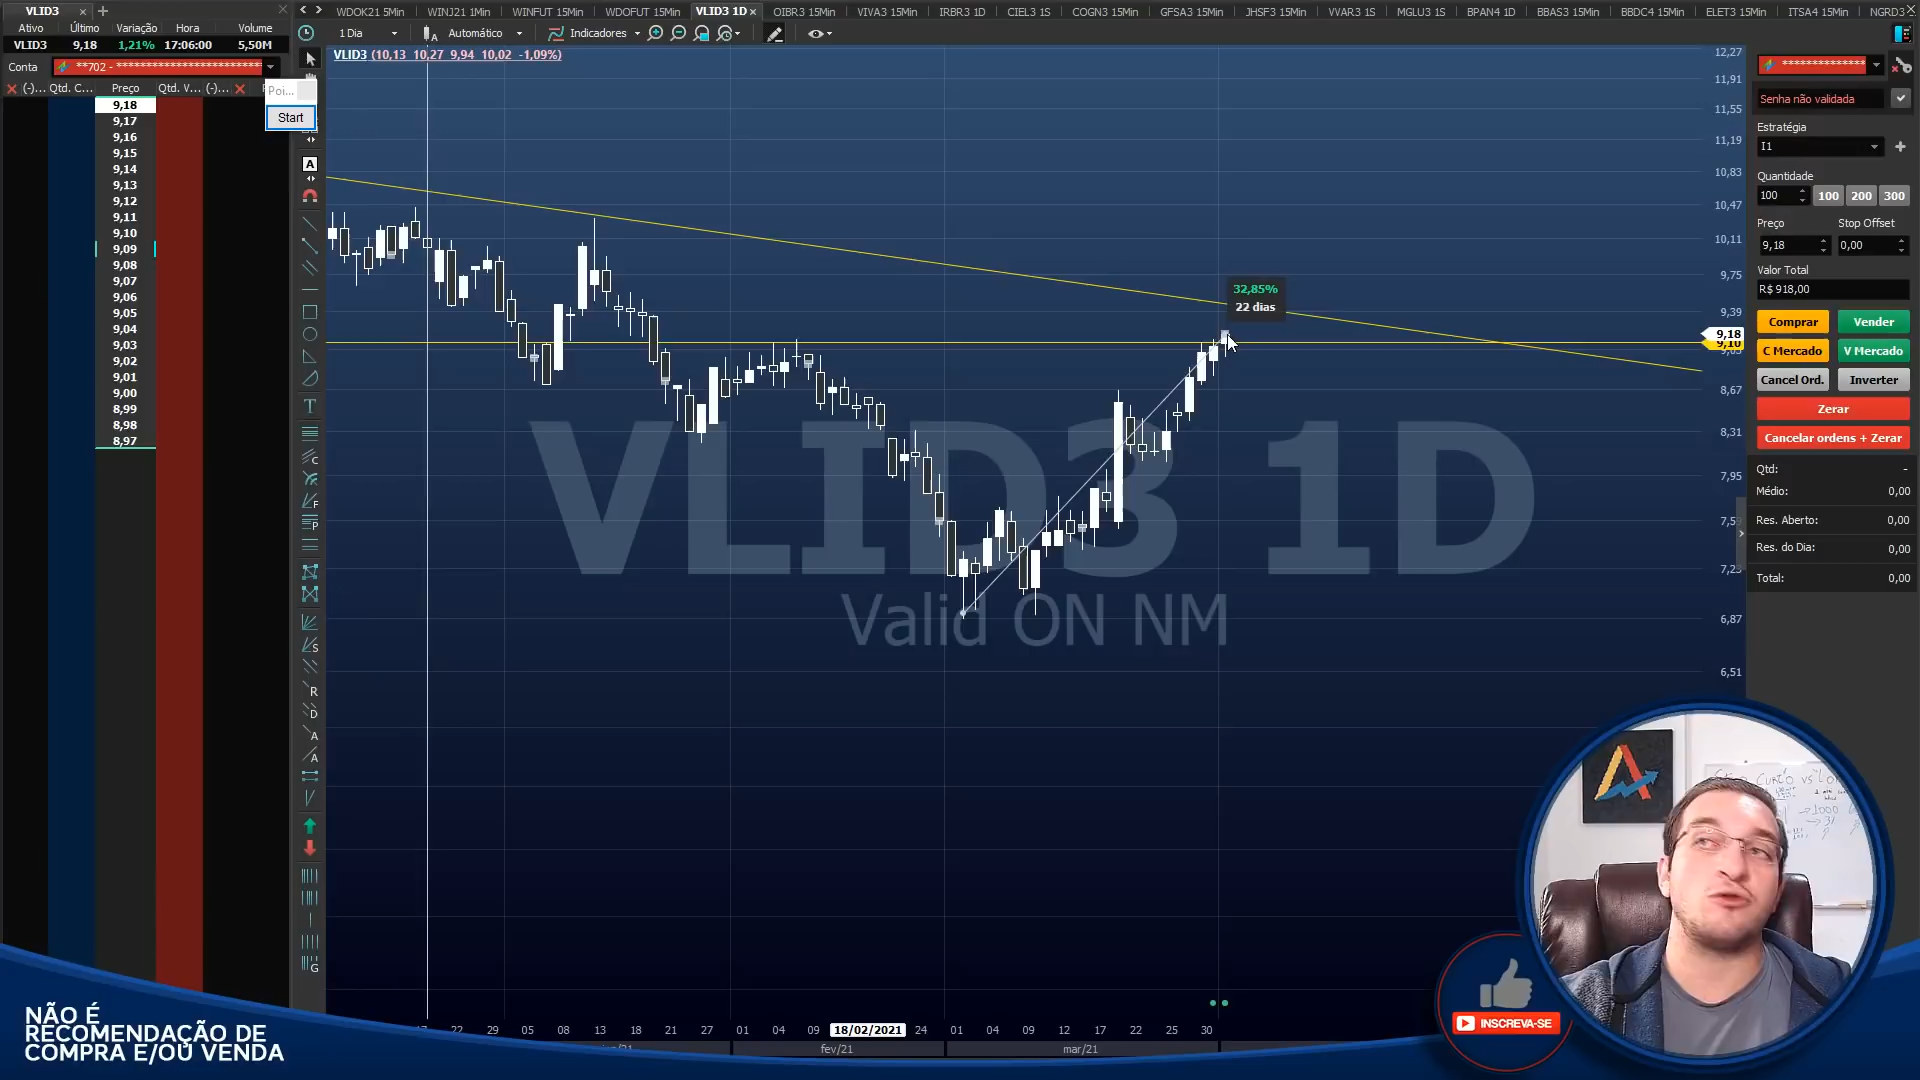 VLID3
Ativo Último Variação Hora Volume
VLID3 9,18 1,21% 17:06:00 5,50M
Conta **702 - *************************
(-)... Qtd. C... Preço Qtd. V... (-)...
Poi...
Start
9,18
9,17
9,16
9,15
9,14
9,13
9,12
9,11
9,10
9,09
9,08
9,07
9,06
9,05
9,04
9,03
9,02
9,01
9,00
8,99
8,98
8,97
WDOK21 5Min WINJ21 1Min WINFUT 15Min WDOFUT 15Min VLID3 1D OIBR3 15Min VIVA3 15Min IRBR3 1D CIEL3 1S COGN3 15Min GFSA3 15Min JHSF3 15Min VVAR3 1S MGLU3 1S BPAN4 1D BBAS3 15Min BBDC4 15Min ELET3 15Min ITSA4 15Min NGRD3
1 Dia Automático Indicadores
VLID3 (10,13 10,27 9,94 10,02 -1,09%)
32,85%
22 dias
VLID3 1D
Valid ON NM
12,27
11,91
11,55
11,19
10,83
10,47
10,11
9,75
9,39
9,18
9,10
8,67
8,31
7,95
7,23
6,87
6,51
22 29 05 08 13 18 21 27 01 04 09 18/02/2021 24 01 04 09 12 17 22 25 30
fev/21 mar/21
***************
Senha não validada
Estratégia
I1
Quantidade
100 100 200 300
Preço Stop Offset
9,18 0,00
Valor Total
R$ 918,00
Comprar Vender
C Mercado V Mercado
Cancel Ord. Inverter
Zerar
Cancelar ordens + Zerar
Qtd: -
Médio: 0,00
Res. Aberto: 0,00
Res. do Dia: 0,00
Total: 0,00
NÃO É
RECOMENDAÇÃO DE
COMPRA E/OU VENDA
INSCREVA-SE